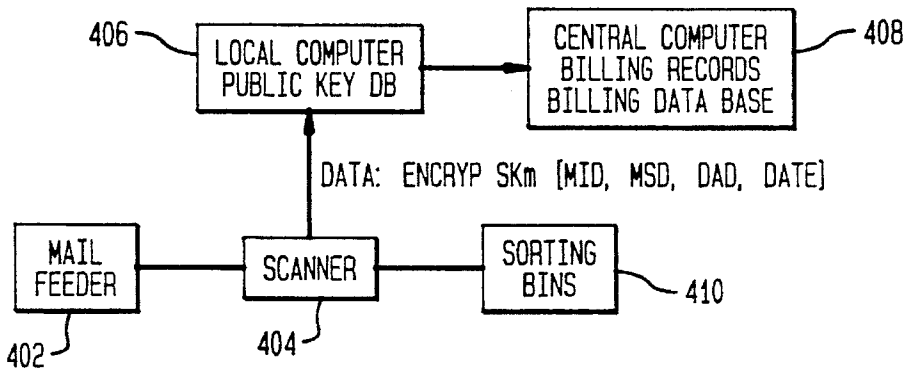 406
LOCAL COMPUTER
PUBLIC KEY DB
CENTRAL COMPUTER
BILLING RECORDS
BILLING DATA BASE
408
DATA: ENCRYP SKm [MID, MSD, DAD, DATE]
MAIL
FEEDER
402
SCANNER
404
SORTING
BINS
410